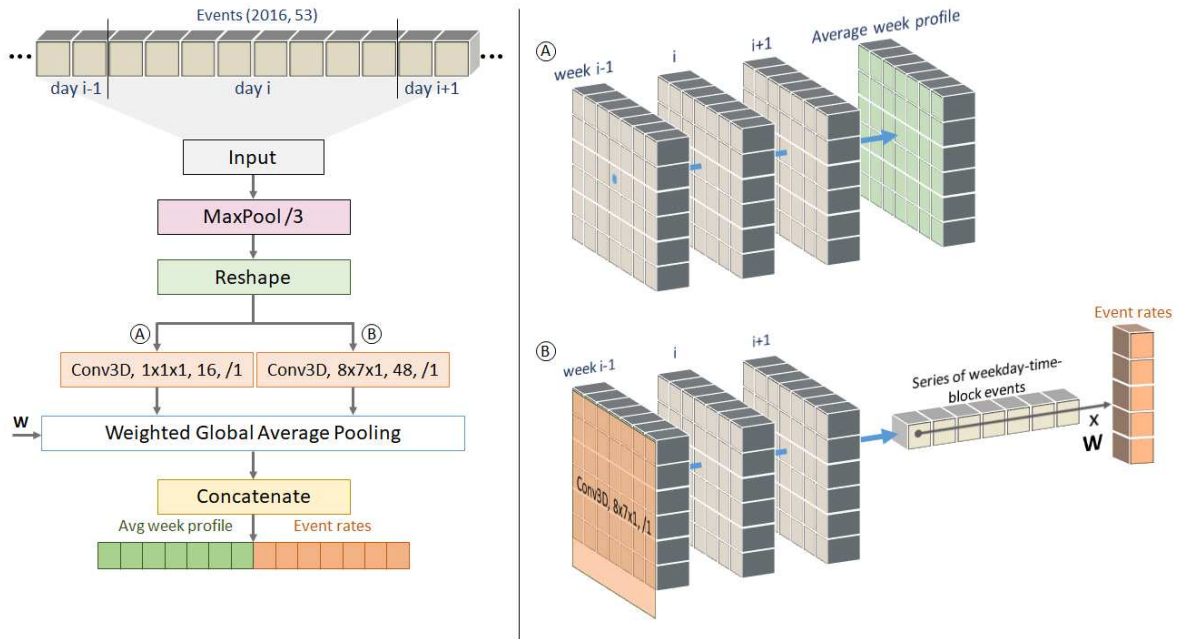 Events (2016, 53)
day i-1
day i
day i+1
Input
MaxPool /3
Reshape
A
B
Conv3D, 1x1x1, 16, /1
Conv3D, 8x7x1, 48, /1
W
Weighted Global Average Pooling
Concatenate
Avg week profile
Event rates
A
week i-1
i
i+1
Average week profile
B
week i-1
i
i+1
Conv3D, 8x7x1, /1
Series of weekday-time-
block events
x
W
Event rates